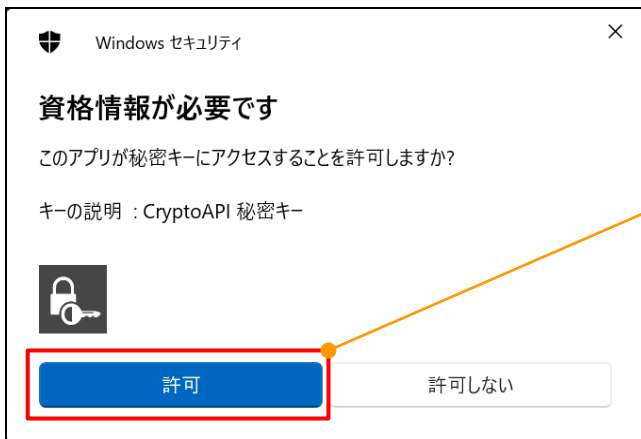 Windows セキュリティ
資格情報が必要です
このアプリが秘密キーにアクセスすることを許可しますか?
キーの説明 : CryptoAPI 秘密キー
許可
許可しない